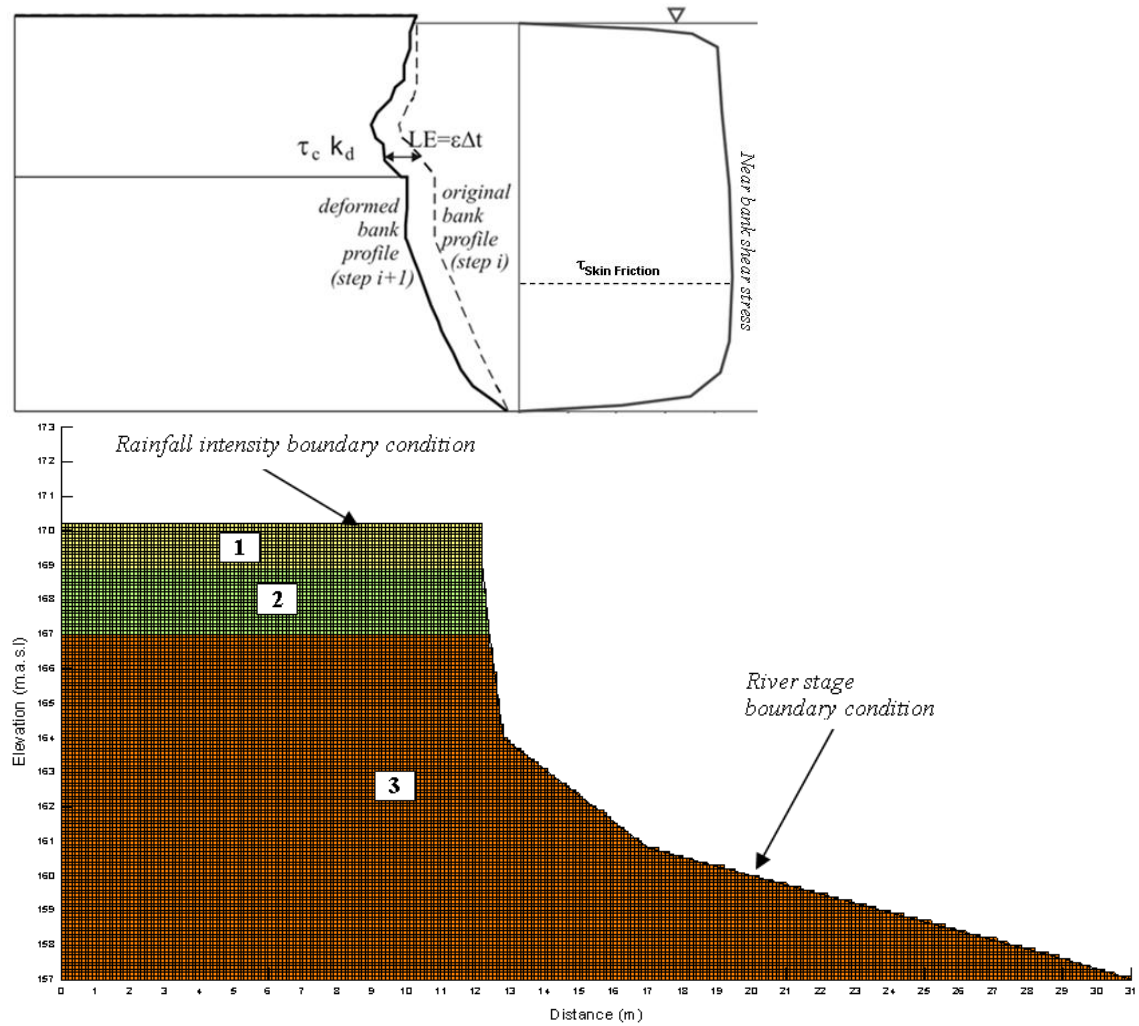 τc kd
LE=εΔt
deformed
bank
profile
(step i+1)
original
bank
profile
(step i)
τSkin Friction
Near bank shear stress
Rainfall intensity boundary condition
River stage
boundary condition
1
2
3
Elevation (m.a.s.l)
173
172
171
170
169
168
167
166
165
164
163
162
161
160
159
158
157
0 1 2 3 4 5 6 7 8 9 10 11 12 13 14 15 16 17 18 19 20 21 22 23 24 25 26 27 28 29 30 31
Distance (m)